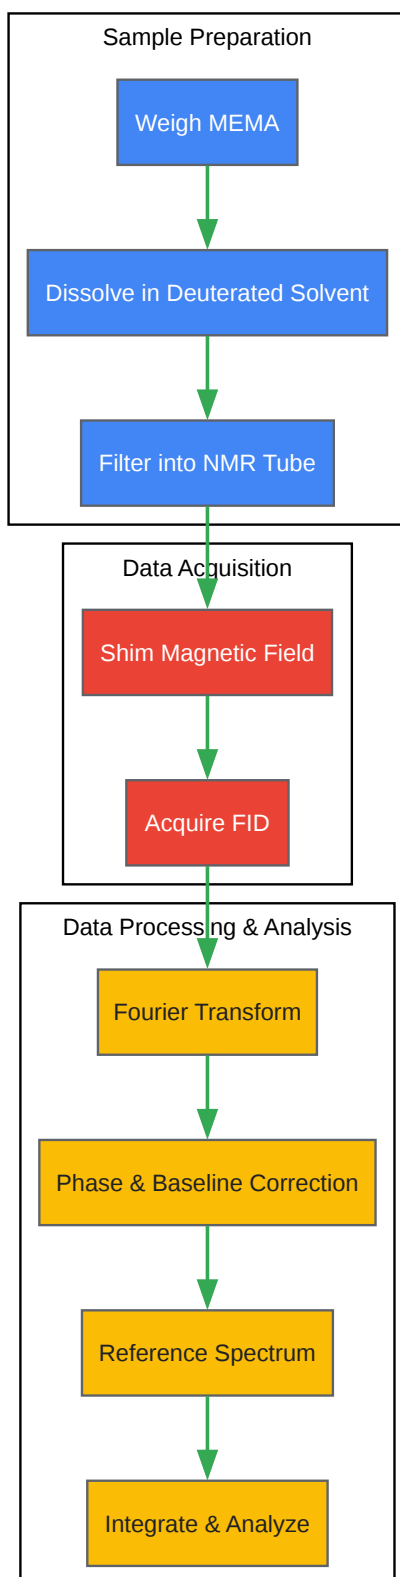 Sample Preparation
Weigh MEMA
Dissolve in Deuterated Solvent
Filter into NMR Tube
Data Acquisition
Shim Magnetic Field
Acquire FID
Data Processing & Analysis
Fourier Transform
Phase & Baseline Correction
Reference Spectrum
Integrate & Analyze